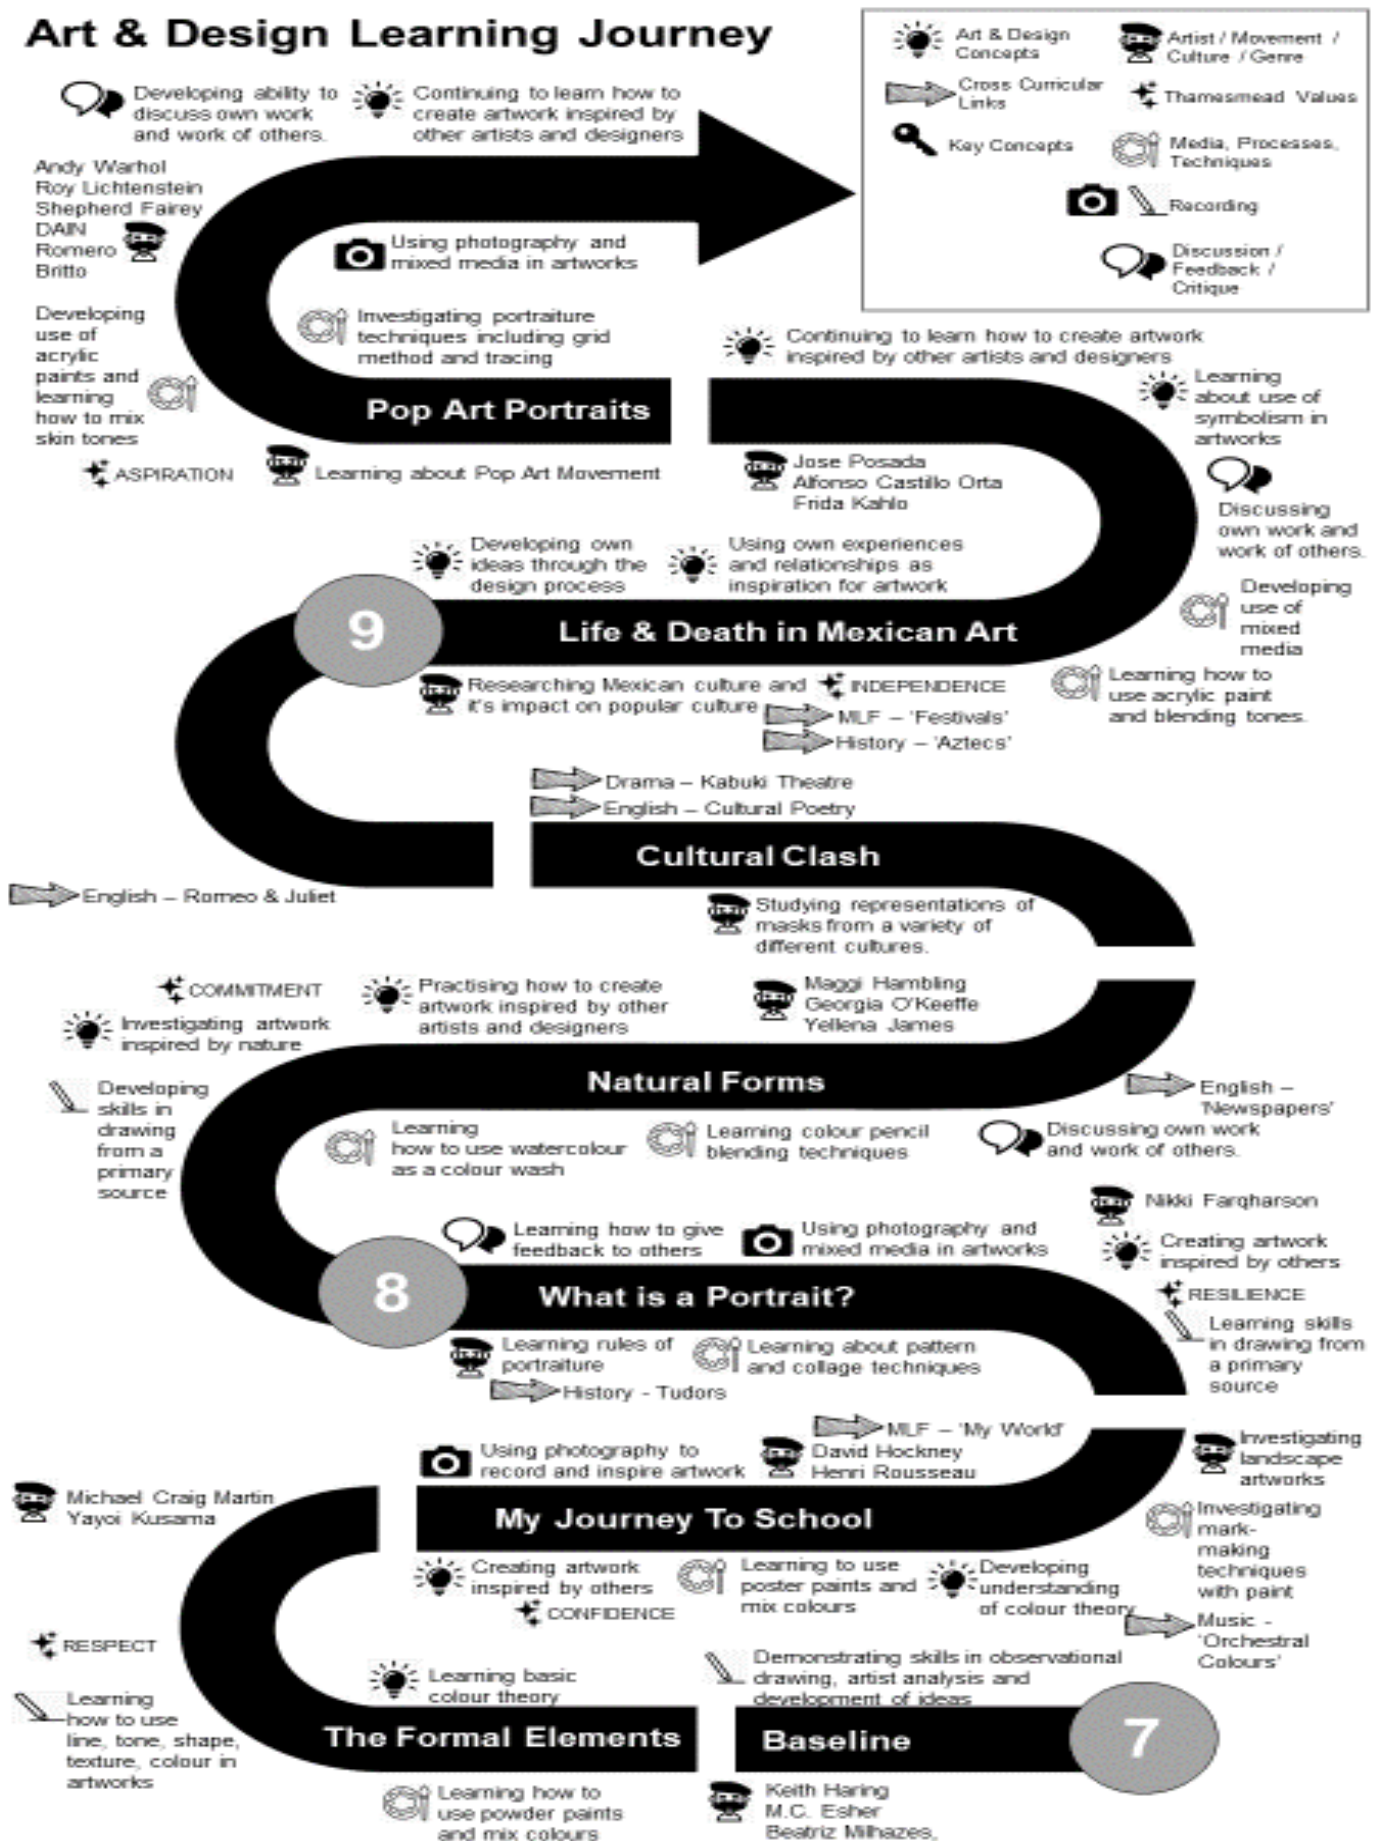 Art & Design Learning Journey
Art & Design
Concepts
Artist / Movement /
Culture / Genre
Cross Curricular
Links
Thamesmead Values
Key Concepts
Media, Processes,
Techniques
Recording
Discussion /
Feedback /
Critique
Developing ability to
discuss own work
and work of others.
Continuing to learn how to
create artwork inspired by
other artists and designers
Andy Warhol
Roy Lichtenstein
Shepherd Fairey
DAIN
Romero
Britto
Using photography and
mixed media in artworks
Developing
use of
acrylic
paints and
learning
how to mix
skin tones
Investigating portraiture
techniques including grid
method and tracing
Pop Art Portraits
ASPIRATION
Learning about Pop Art Movement
Continuing to learn how to create artwork
inspired by other artists and designers
Learning
about use of
symbolism in
artworks
Jose Posada
Alfonso Castillo Orta
Frida Kahlo
Discussing
own work and
work of others.
Developing own
ideas through the
design process
Using own experiences
and relationships as
inspiration for artwork
Developing
use of
mixed
media
9
Life & Death in Mexican Art
Researching Mexican culture and
it's impact on popular culture
INDEPENDENCE
MLF – 'Festivals'
History – 'Aztecs'
Learning how to
use acrylic paint
and blending tones.
Drama – Kabuki Theatre
English – Cultural Poetry
Cultural Clash
English – Romeo & Juliet
Studying representations of
masks from a variety of
different cultures.
COMMITMENT
Practising how to create
artwork inspired by other
artists and designers
Maggi Hambling
Georgia O'Keeffe
Yellena James
Investigating artwork
inspired by nature
Natural Forms
Developing
skills in
drawing
from a
primary
source
English –
'Newspapers'
Learning
how to use watercolour
as a colour wash
Learning colour pencil
blending techniques
Discussing own work
and work of others.
Nikki Farqharson
Learning how to give
feedback to others
Using photography and
mixed media in artworks
Creating artwork
inspired by others
8
What is a Portrait?
RESILIENCE
Learning skills
in drawing from
a primary
source
Learning rules of
portraiture
Learning about pattern
and collage techniques
History - Tudors
MLF – 'My World'
Using photography to
record and inspire artwork
David Hockney
Henri Rousseau
Investigating
landscape
artworks
Michael Craig Martin
Yayoi Kusama
My Journey To School
Investigating
mark-
making
techniques
with paint
Creating artwork
inspired by others
Learning to use
poster paints and
mix colours
Developing
understanding
of colour theory
CONFIDENCE
Music -
'Orchestral
Colours'
RESPECT
Learning basic
colour theory
Demonstrating skills in observational
drawing, artist analysis and
development of ideas
Learning
how to use
line, tone, shape,
texture, colour in
artworks
The Formal Elements
Baseline
7
Learning how to
use powder paints
and mix colours
Keith Haring
M.C. Esher
Beatriz Milhazes,